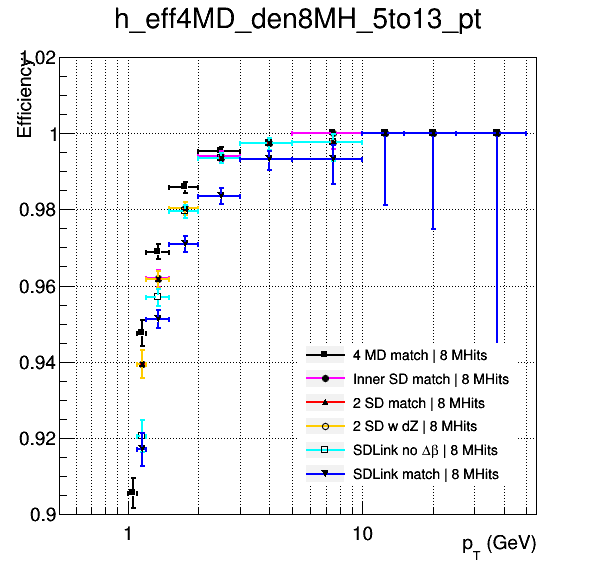 h_eff4MD_den8MH_5to13_pt
Efficiency
1.02
1
0.98
0.96
0.94
0.92
0.9
4 MD match | 8 MHits
Inner SD match | 8 MHits
2 SD match | 8 MHits
2 SD w dZ | 8 MHits
SDLink no Δβ | 8 MHits
SDLink match | 8 MHits
1
10
p_T (GeV)